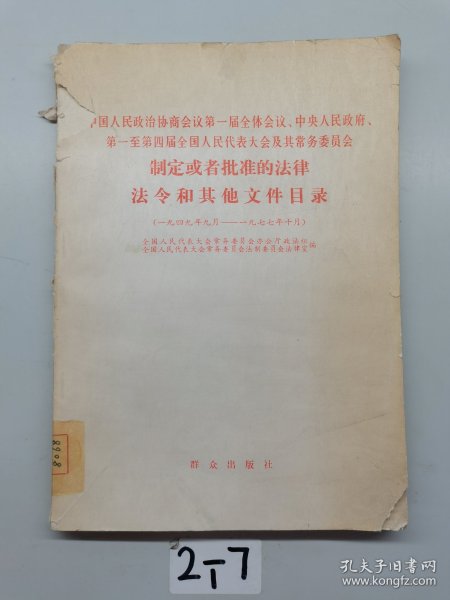 中国人民政治协商会议第一届全体会议、中央人民政府、
第一至第四届全国人民代表大会及其常务委员会
制定或者批准的法律
法令和其他文件目录
(一九四九年九月——一九七七年十月)
全国人民代表大会常务委员会办公厅政法组
全国人民代表大会常务委员会法制委员会法律室 编
8068
群众出版社
2-1-7
孔夫子旧书网
www.kongfz.com